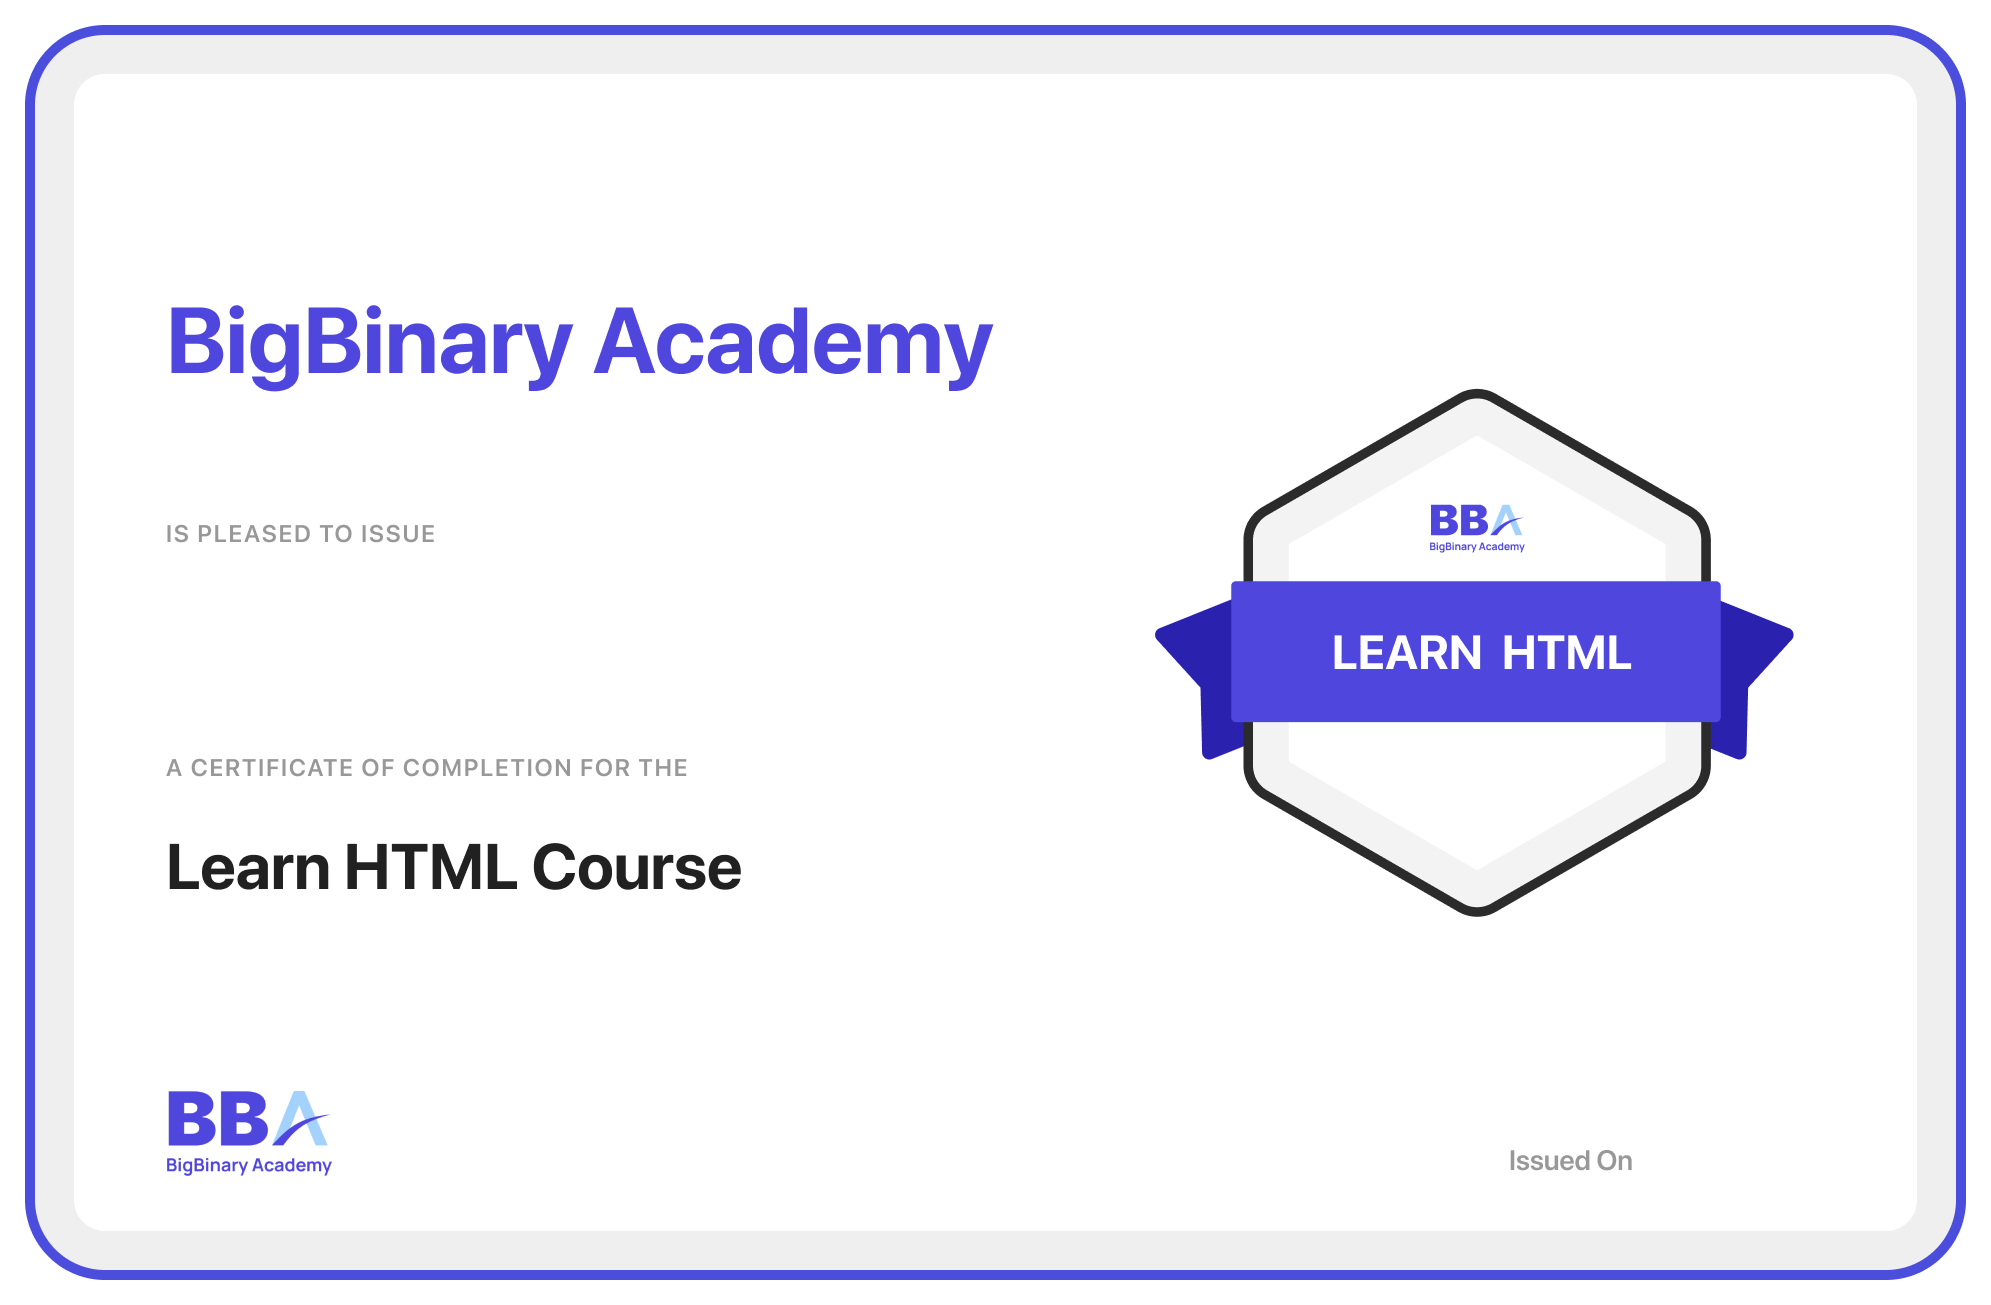 BigBinary Academy
IS PLEASED TO ISSUE
A CERTIFICATE OF COMPLETION FOR THE
Learn HTML Course
BBA
BigBinary Academy
LEARN HTML
BBA
BigBinary Academy
Issued On